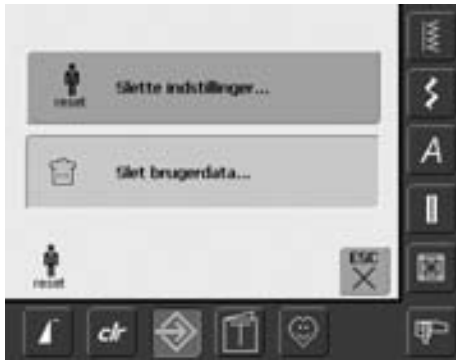 reset
Slette indstillinger...
Slet brugerdata...
reset
ESC
A
clr